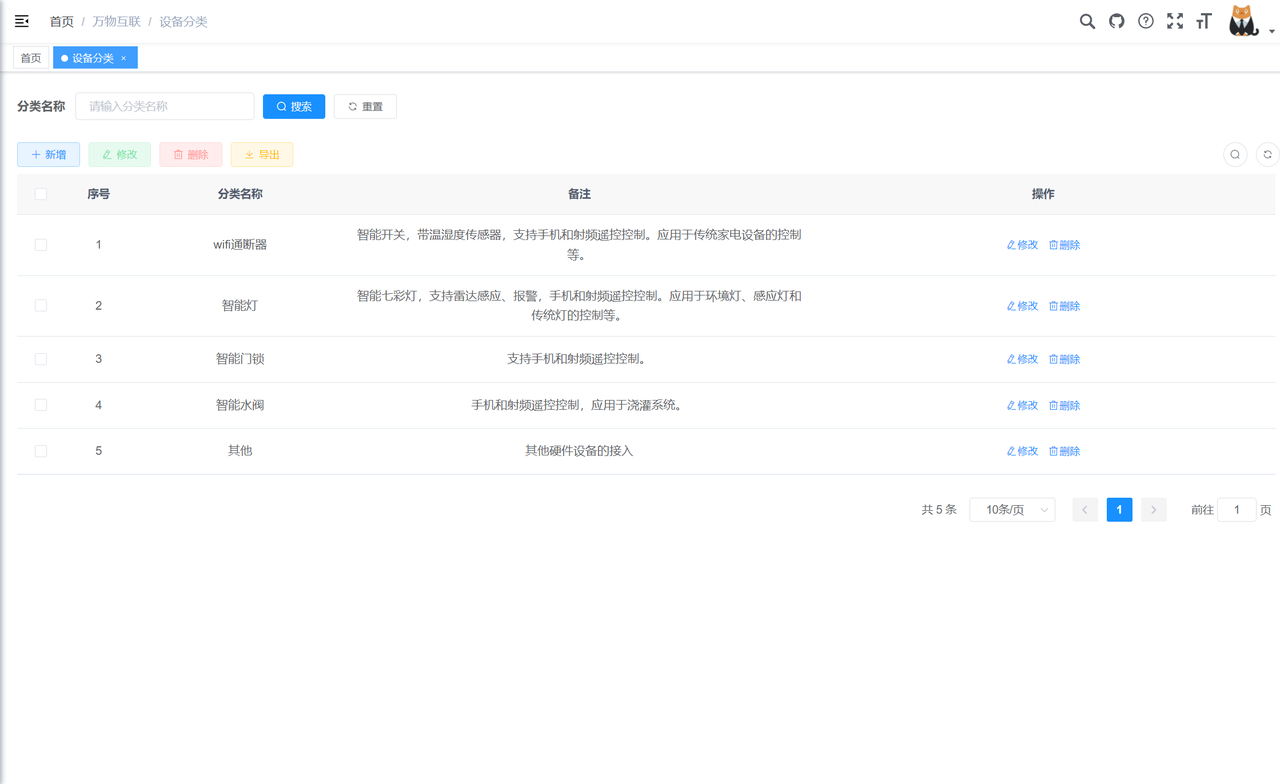 首页 / 万物互联 / 设备分类
首页 设备分类 ×
分类名称 请输入分类名称 搜索 重置
新增 修改 删除 导出
序号 分类名称 备注 操作
1 wifi通断器 智能开关，带温湿度传感器，支持手机和射频遥控控制。应用于传统家电设备的控制
等。 修改 删除
2 智能灯 智能七彩灯，支持雷达感应、报警，手机和射频遥控控制。应用于环境灯、感应灯和
传统灯的控制等。 修改 删除
3 智能门锁 支持手机和射频遥控控制。 修改 删除
4 智能水阀 手机和射频遥控控制，应用于浇灌系统。 修改 删除
5 其他 其他硬件设备的接入 修改 删除
共 5 条 10条/页 1 前往 1 页